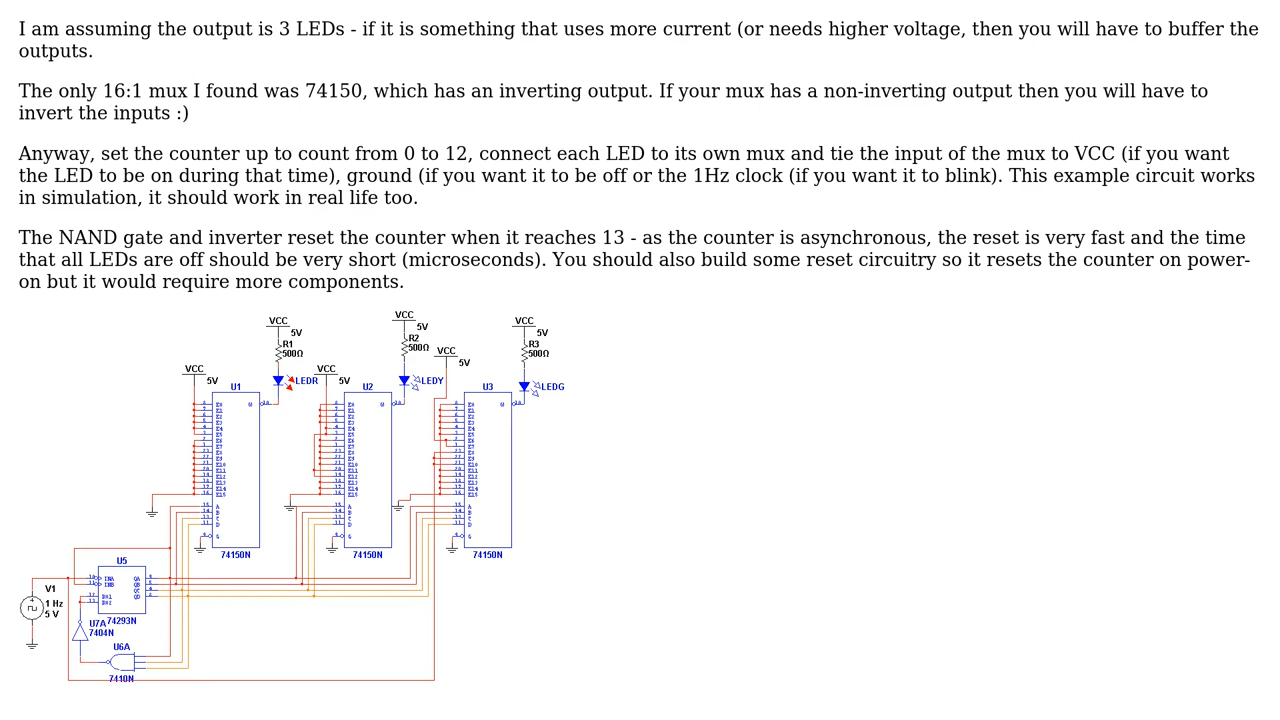 I am assuming the output is 3 LEDs - if it is something that uses more current (or needs higher voltage, then you will have to buffer the
outputs.
The only 16:1 mux I found was 74150, which has an inverting output. If your mux has a non-inverting output then you will have to
invert the inputs :)
Anyway, set the counter up to count from 0 to 12, connect each LED to its own mux and tie the input of the mux to VCC (if you want
the LED to be on during that time), ground (if you want it to be off or the 1Hz clock (if you want it to blink). This example circuit works
in simulation, it should work in real life too.
The NAND gate and inverter reset the counter when it reaches 13 - as the counter is asynchronous, the reset is very fast and the time
that all LEDs are off should be very short (microseconds). You should also build some reset circuitry so it resets the counter on power-
on but it would require more components.
VCC
5V
R1
500Ω
LEDR
VCC
5V
R2
500Ω
LEDY
VCC
5V
R3
500Ω
LEDG
VCC
5V
U1
VCC
5V
U2
VCC
5V
U3
74150N
74150N
74150N
U5
INA
INB
QA
QB
QC
QD
74293N
V1
1 Hz
5 V
U7A
7404N
U6A
7410N